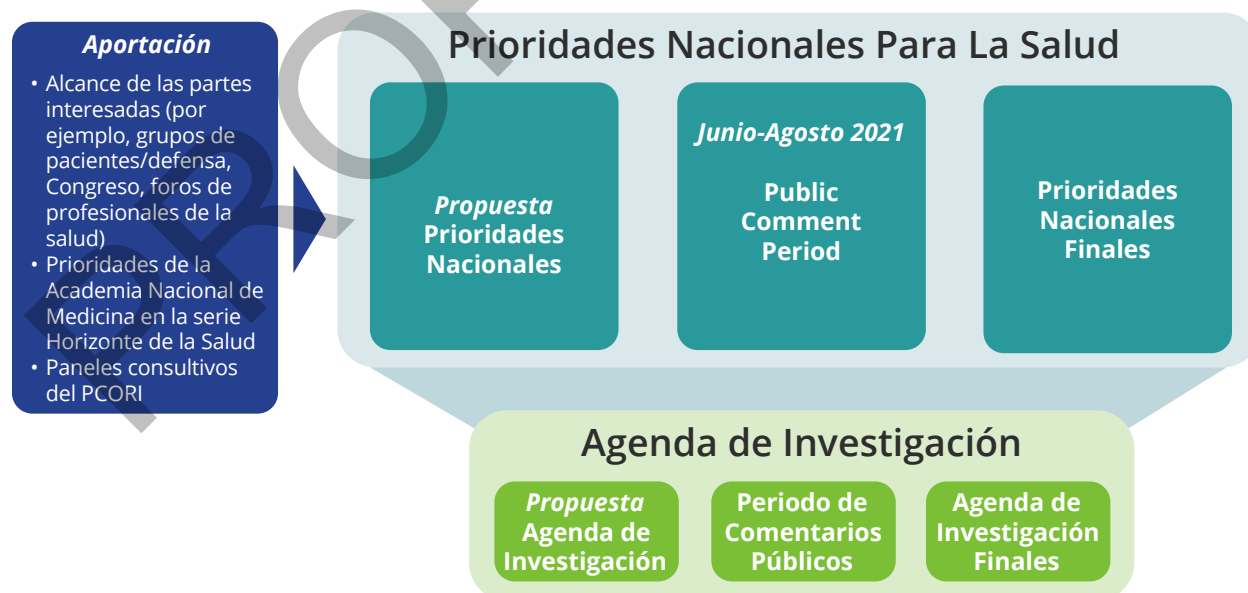 Aportación
• Alcance de las partes
interesadas (por
ejemplo, grupos de
pacientes/defensa,
Congreso, foros de
profesionales de la
salud)
• Prioridades de la
Academia Nacional de
Medicina en la serie
Horizonte de la Salud
• Paneles consultivos
del PCORI
Prioridades Nacionales Para La Salud
Propuesta
Prioridades
Nacionales
Junio-Agosto 2021
Public
Comment
Period
Prioridades
Nacionales
Finales
Agenda de Investigación
Propuesta
Agenda de
Investigación
Periodo de
Comentarios
Públicos
Agenda de
Investigación
Finales